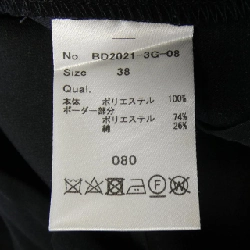 No. BD2021 3G-08
Size 38
Qual.
本体 ポリエステル 100%
ボーダー部分
ポリエステル 74%
綿 26%
080